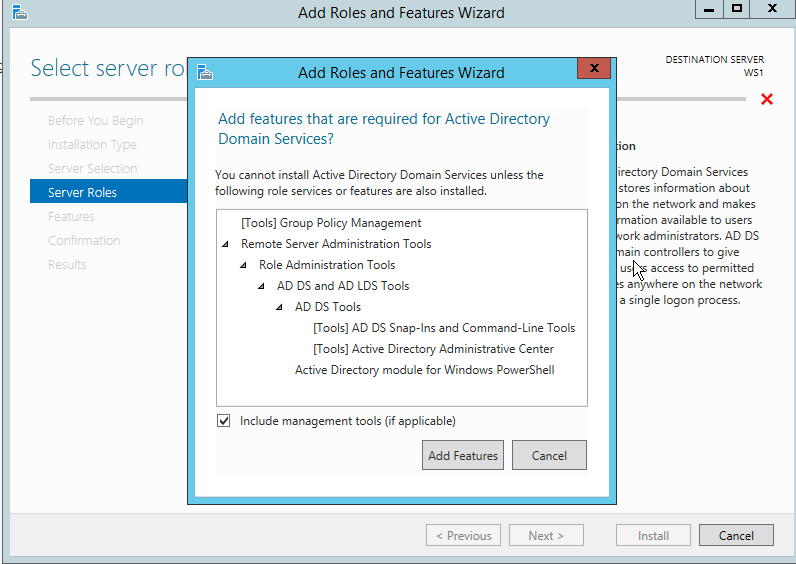 Add Roles and Features Wizard
Select server ro
DESTINATION SERVER
WS1
Before You Begin
Installation Type
Server Selection
Server Roles
Features
Confirmation
Results
Add Roles and Features Wizard
Add features that are required for Active Directory
Domain Services?
You cannot install Active Directory Domain Services unless the
following role services or features are also installed.
[Tools] Group Policy Management
Remote Server Administration Tools
Role Administration Tools
AD DS and AD LDS Tools
AD DS Tools
[Tools] AD DS Snap-Ins and Command-Line Tools
[Tools] Active Directory Administrative Center
Active Directory module for Windows PowerShell
Include management tools (if applicable)
Add Features
Cancel
tion
irectory Domain Services
stores information about
on the network and makes
rmation available to users
work administrators. AD DS
main controllers to give
users access to permitted
es anywhere on the network
a single logon process.
< Previous
Next >
Install
Cancel